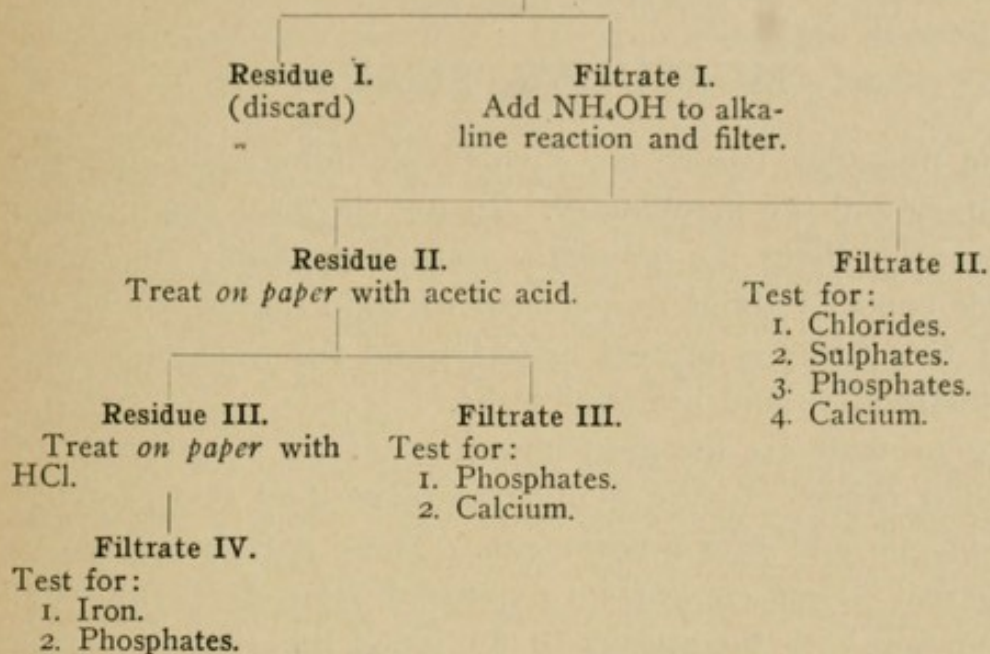 Residue I.
(discard)
Filtrate I.
Add NH₄OH to alka-
line reaction and filter.
Residue II.
Treat on paper with acetic acid.
Filtrate II.
Test for:
1. Chlorides.
2. Sulphates.
3. Phosphates.
4. Calcium.
Residue III.
Treat on paper with
HCl.
Filtrate III.
Test for:
1. Phosphates.
2. Calcium.
Filtrate IV.
Test for:
1. Iron.
2. Phosphates.